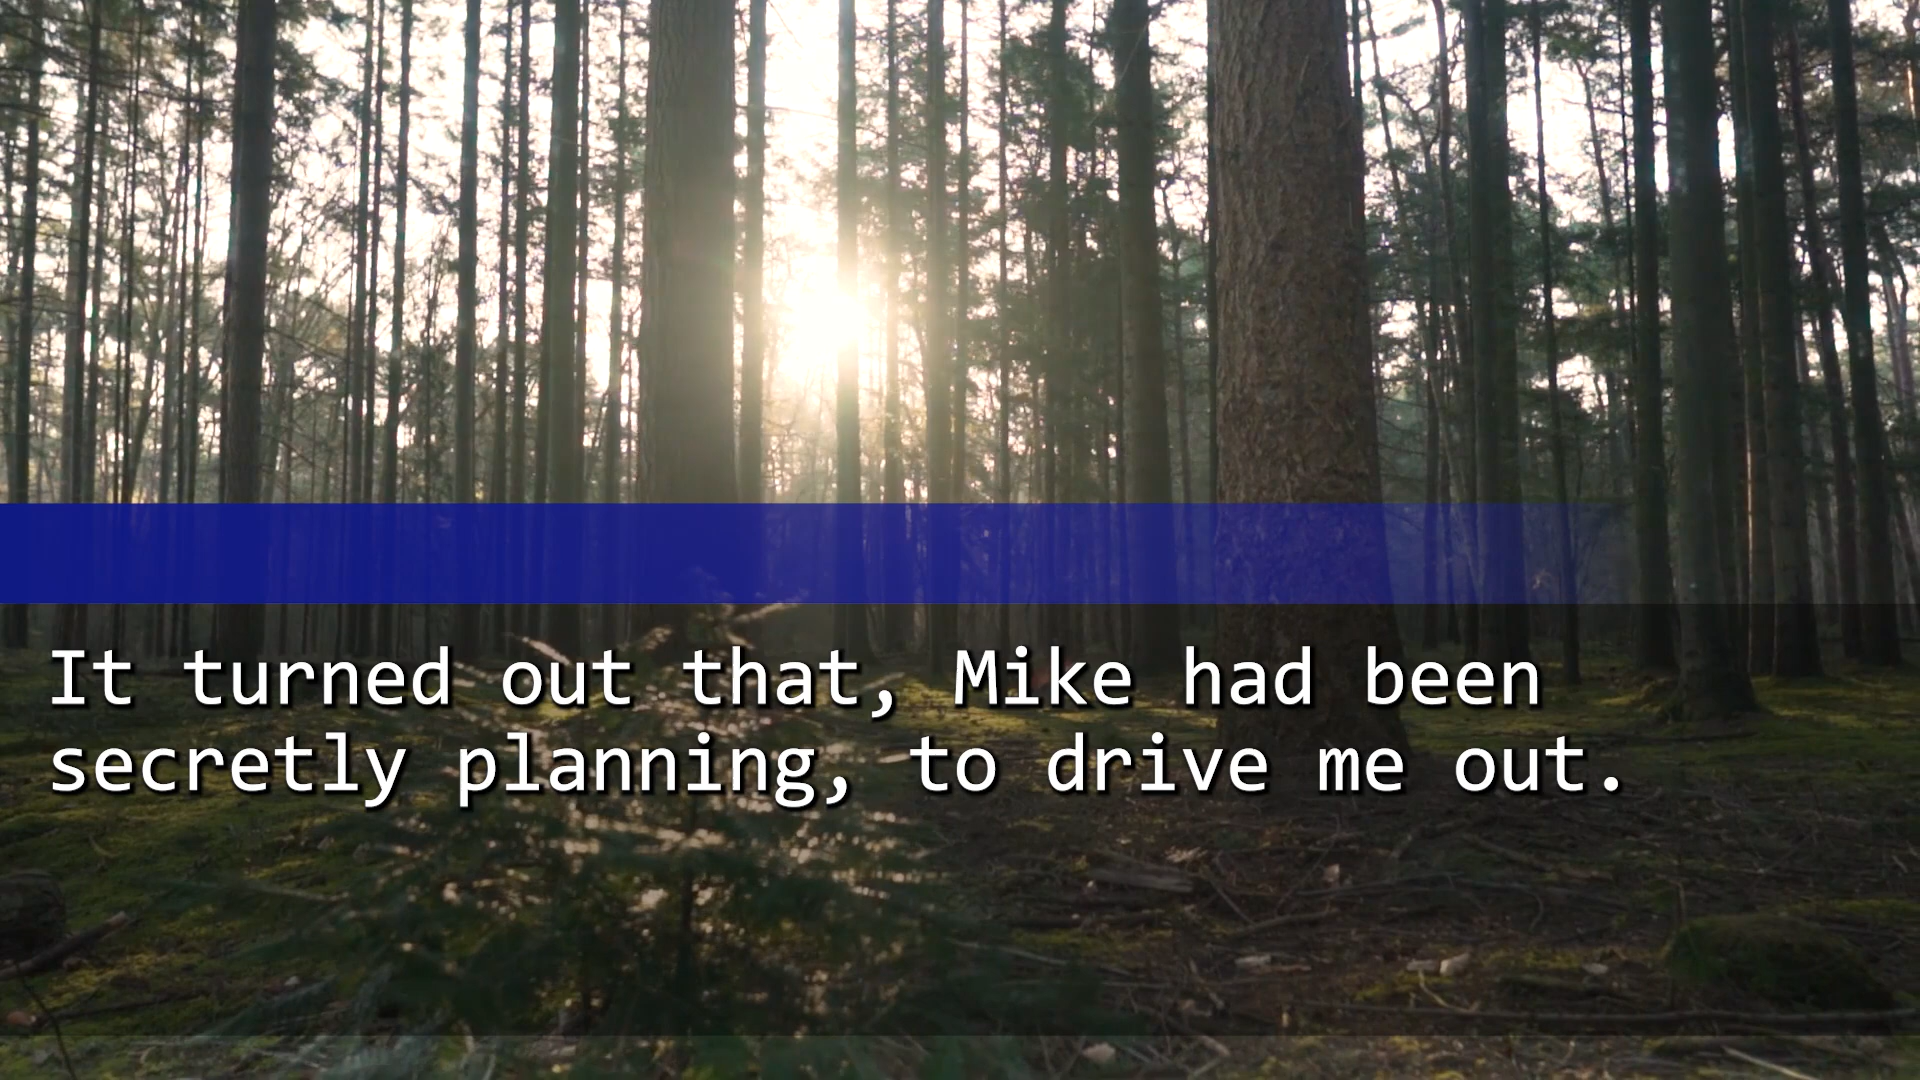 It turned out that, Mike had been
secretly planning, to drive me out.